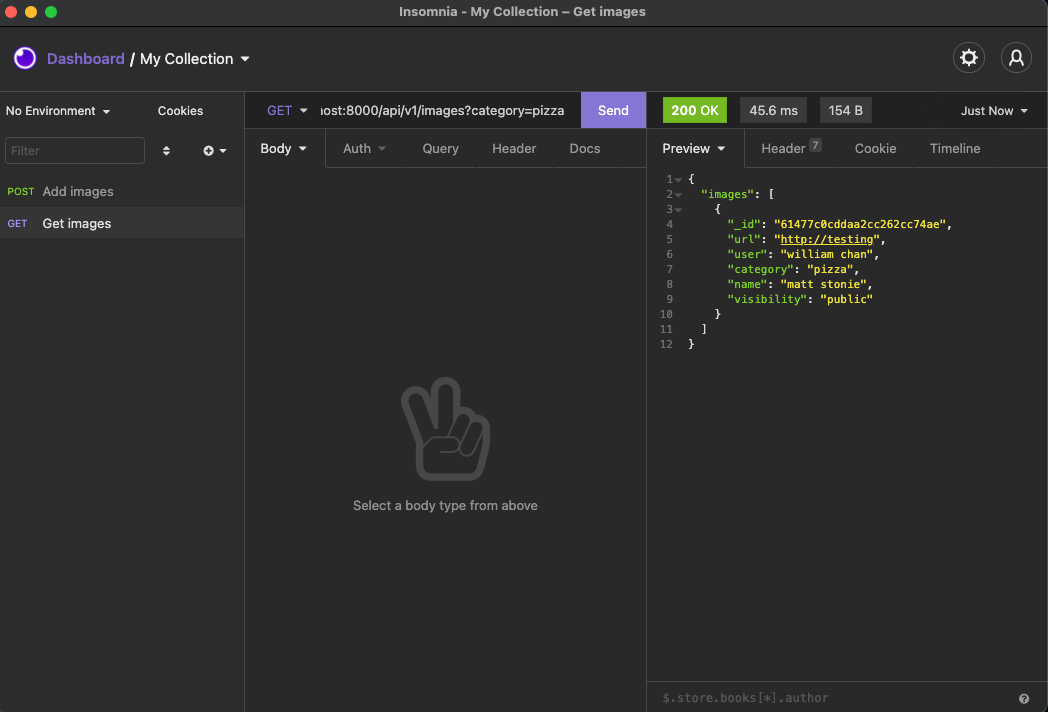 Insomnia - My Collection – Get images
Dashboard / My Collection
No Environment
Cookies
GET
ost:8000/api/v1/images?category=pizza
Send
200 OK
45.6 ms
154 B
Just Now
Filter
Body
Auth
Query
Header
Docs
Preview
Header 7
Cookie
Timeline
POST Add images
GET Get images
1 {
2 "images": [
3 {
4 "_id": "61477c0cddaa2cc262cc74ae",
5 "url": "http://testing",
6 "user": "william chan",
7 "category": "pizza",
8 "name": "matt stonie",
9 "visibility": "public"
10 }
11 ]
12 }
Select a body type from above
$.store.books[*].author